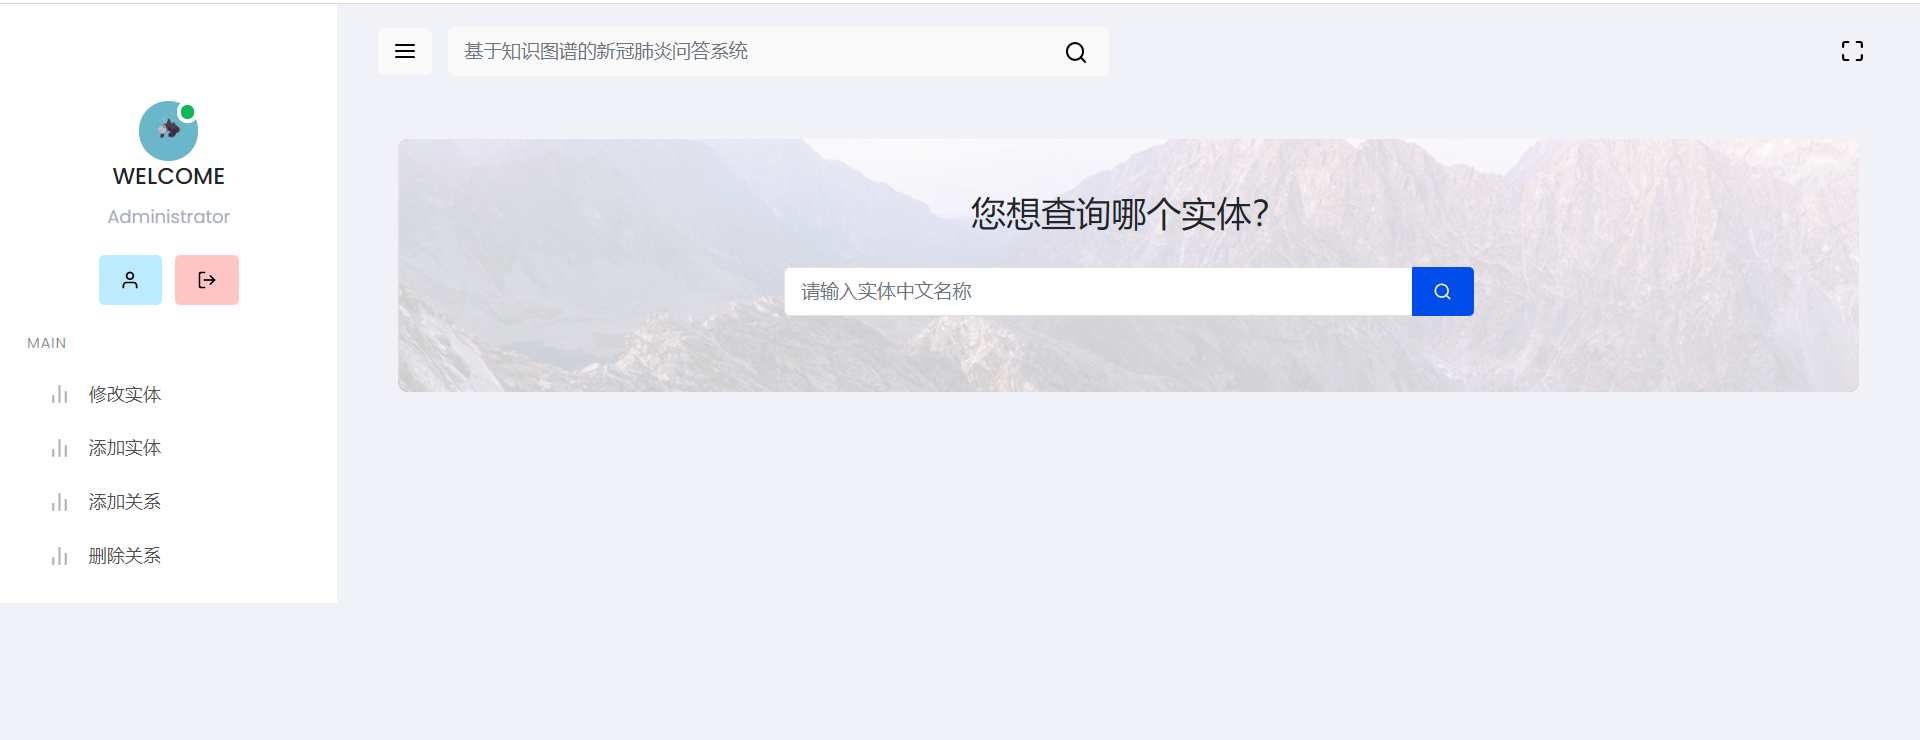 基于知识图谱的新冠肺炎问答系统
WELCOME
Administrator
MAIN
修改实体
添加实体
添加关系
删除关系
您想查询哪个实体？
请输入实体中文名称